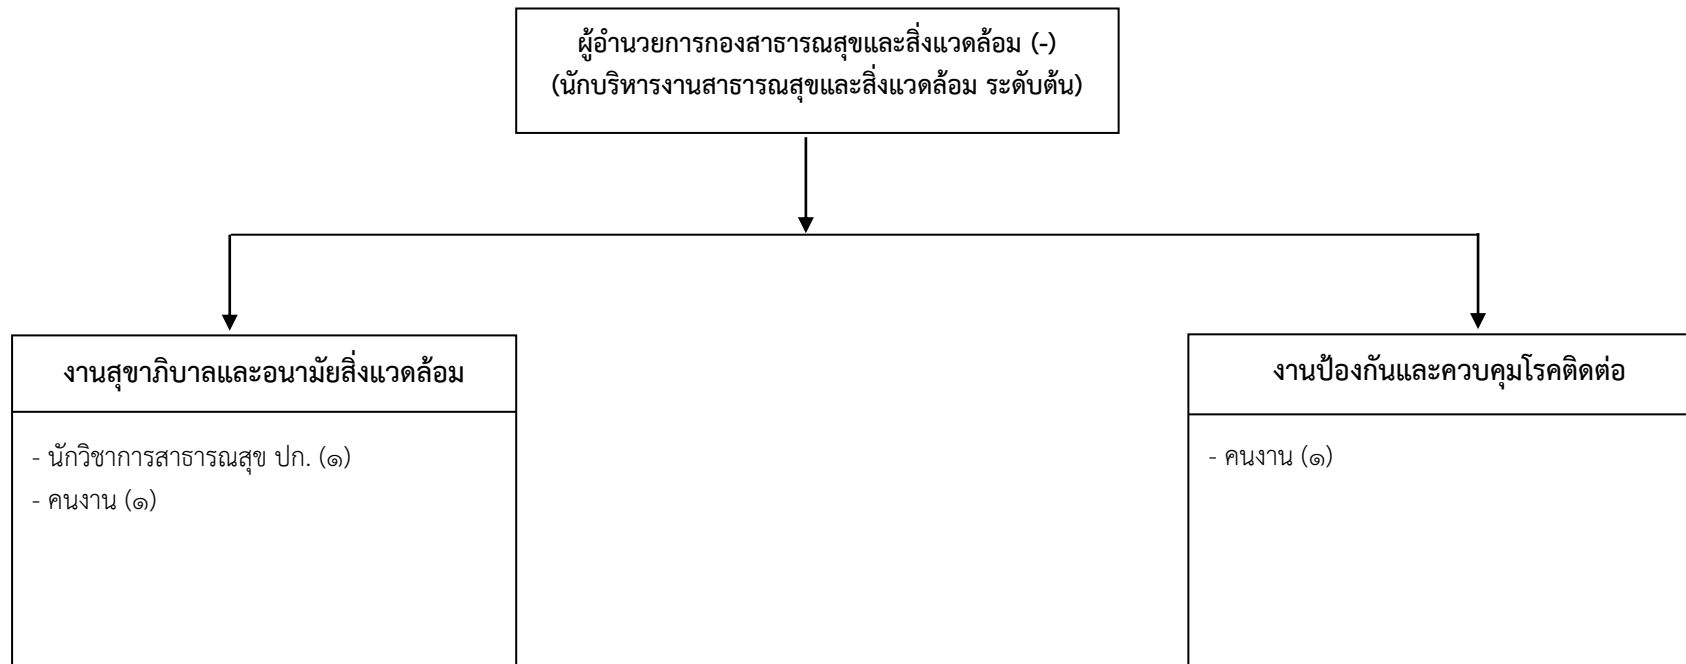 ผู้อำนวยการกองสาธารณสุขและสิ่งแวดล้อม (-)
(นักบริหารงานสาธารณสุขและสิ่งแวดล้อม ระดับต้น)
งานสุขาภิบาลและอนามัยสิ่งแวดล้อม
- นักวิชาการสาธารณสุข ปก. (๑)
- คนงาน (๑)
งานป้องกันและควบคุมโรคติดต่อ
- คนงาน (๑)